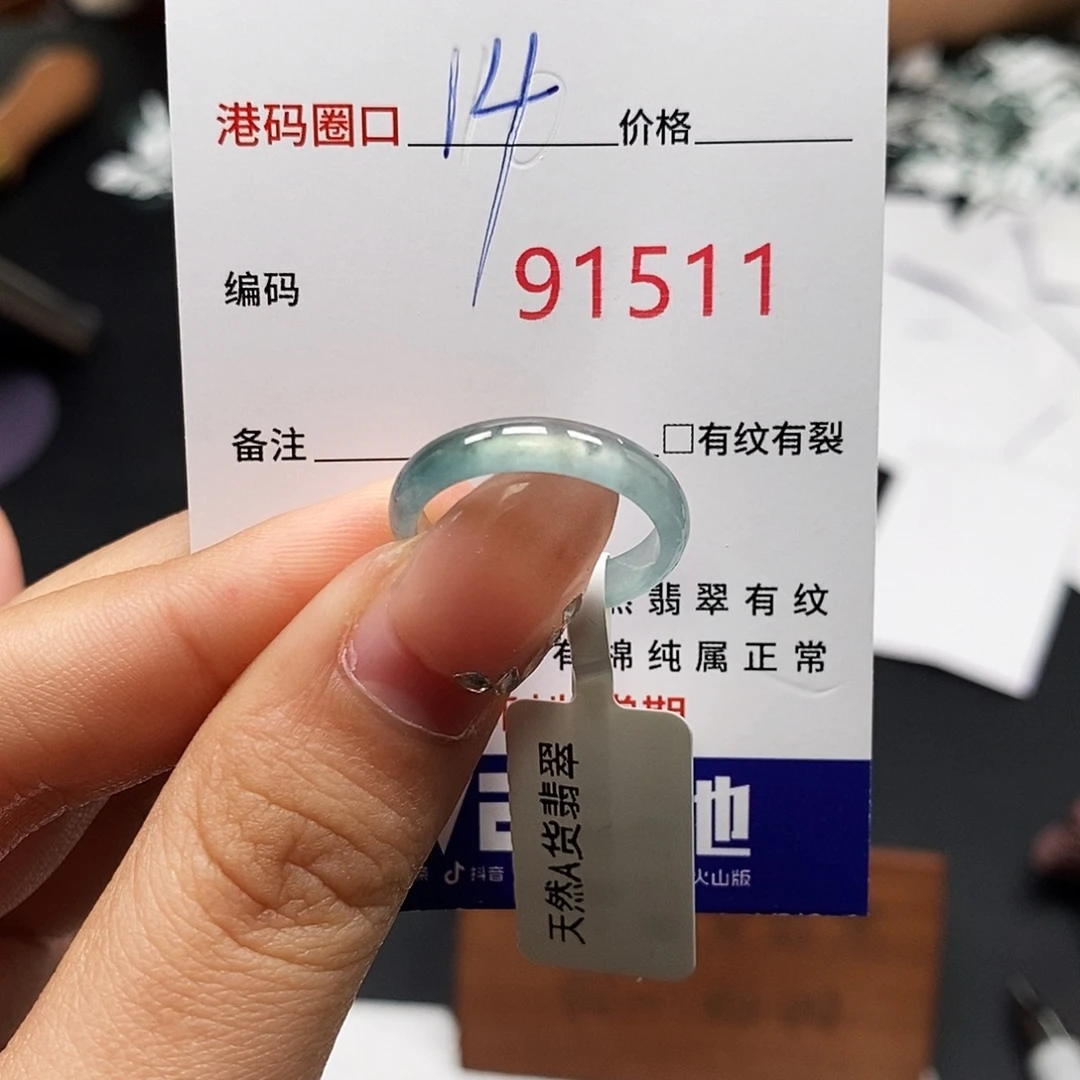 港码圈口 14 价格
编码 91511
备注 □有纹有裂
翡翠有纹
有棉纯属正常
抖音
火山版
天然A货翡翠